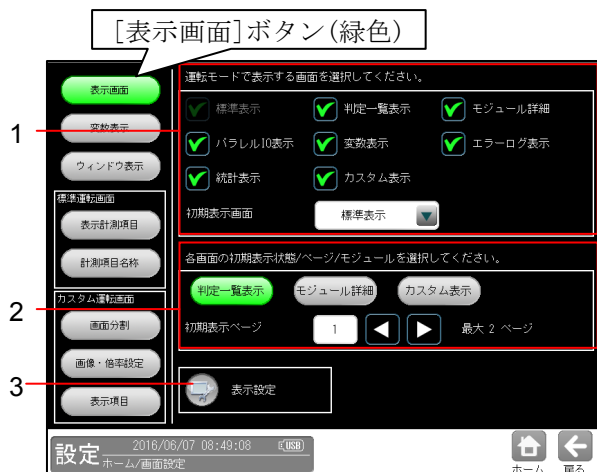 [表示画面]ボタン(緑色)
1
2
3
表示画面
変数表示
ウィンドウ表示
標準運転画面
表示計測項目
計測項目名称
カスタム運転画面
画面分割
画像・倍率設定
表示項目
運転モードで表示する画面を選択してください。
標準表示 判定一覧表示 モジュール詳細
パラレルIO表示 変数表示 エラーログ表示
統計表示 カスタム表示
初期表示画面 標準表示
各画面の初期表示状態/ページ/モジュールを選択してください。
判定一覧表示 モジュール詳細 カスタム表示
初期表示ページ 1 最大 2 ページ
表示設定
設定 2016/06/07 08:49:08 USB
ホーム/画面設定
ホーム 戻る